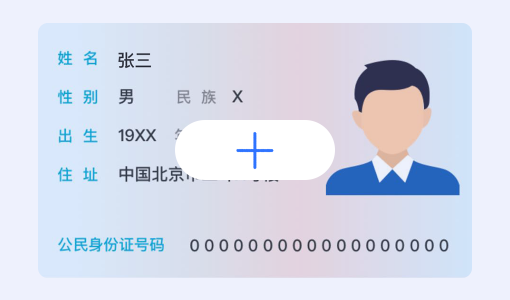 姓 名 张三
性 别 男 民 族 X
出 生 19XX
住 址 中国北京市
公民身份证号码 000000000000000000